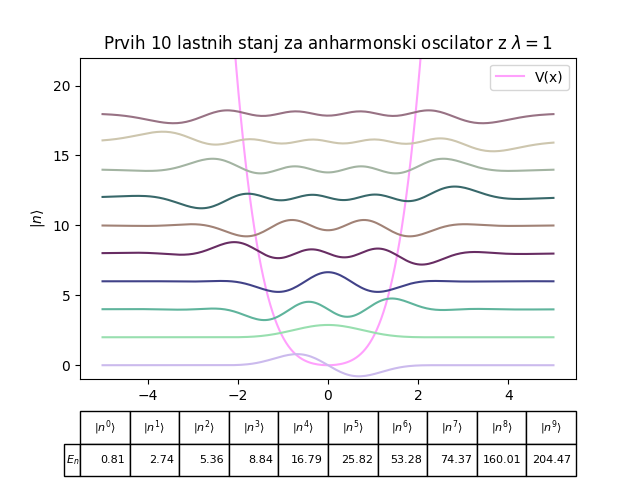 Prvih 10 lastnih stanj za anharmonski oscilator z λ = 1
V(x)
20
15
10
5
0
|n⟩
−4 −2 0 2 4
|n⁰⟩ |n¹⟩ |n²⟩ |n³⟩ |n⁴⟩ |n⁵⟩ |n⁶⟩ |n⁷⟩ |n⁸⟩ |n⁹⟩
Eₙ 0.81 2.74 5.36 8.84 16.79 25.82 53.28 74.37 160.01 204.47